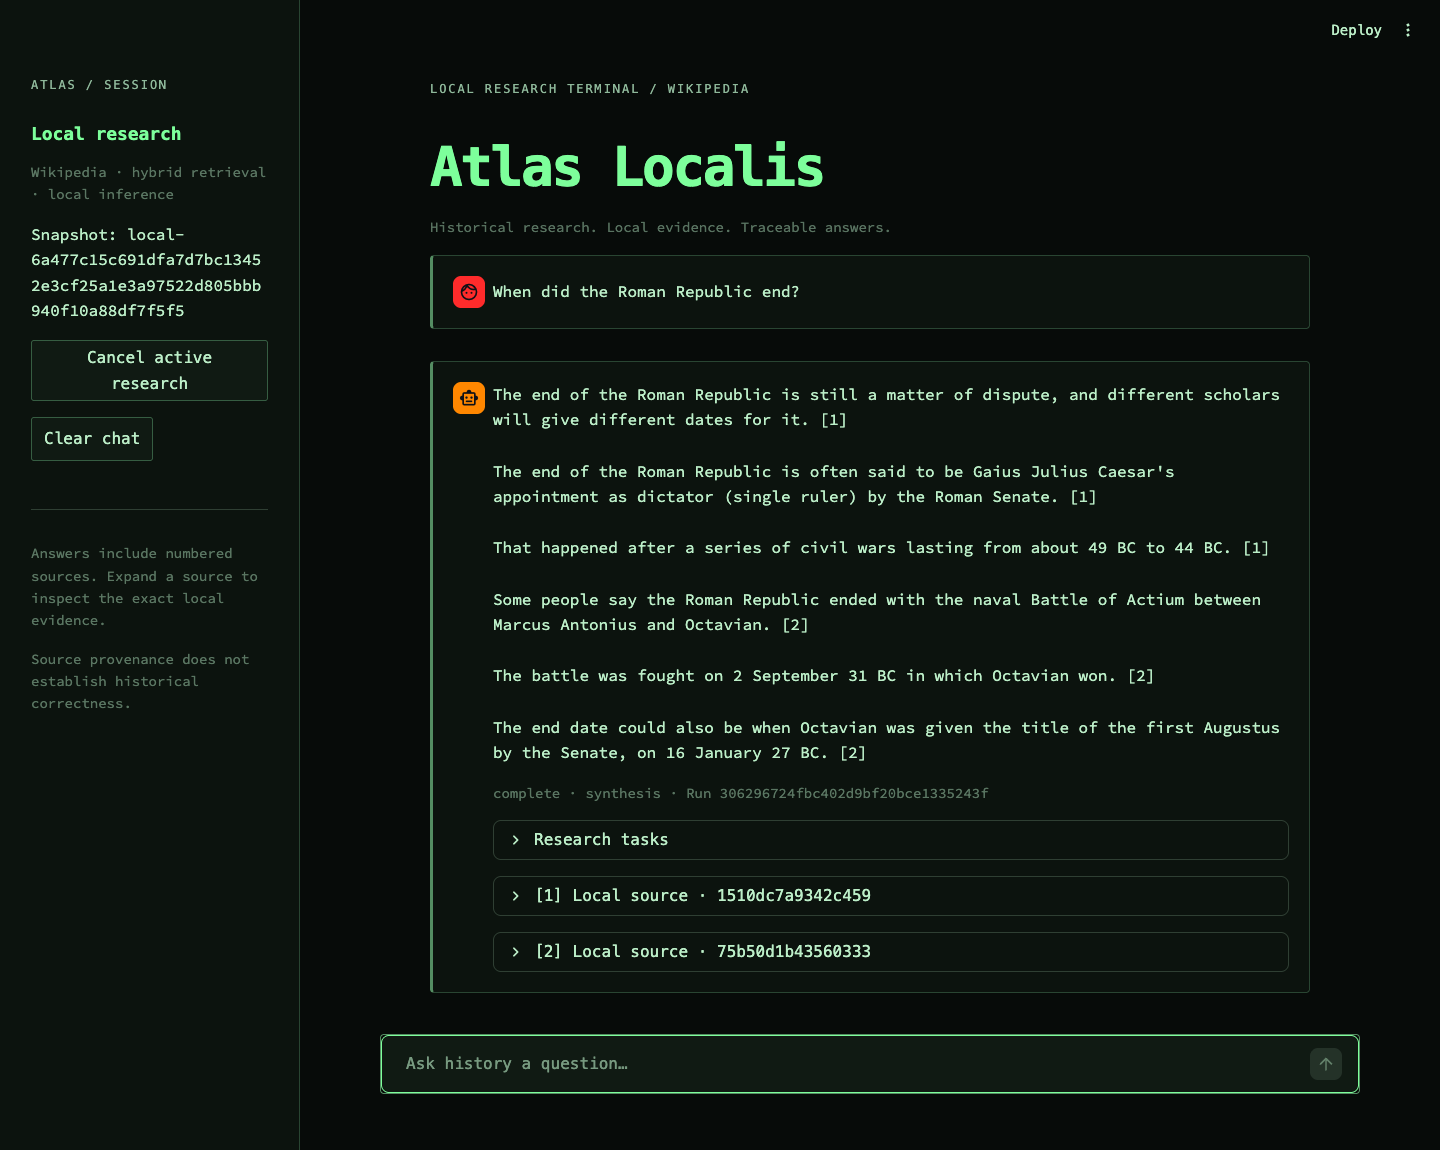 Deploy
ATLAS / SESSION
Local research
Wikipedia · hybrid retrieval
· local inference
Snapshot: local-
6a477c15c691dfa7d7bc1345
2e3cf25a1e3a97522d805bbb
940f10a88df7f5f5
Cancel active
research
Clear chat
Answers include numbered
sources. Expand a source to
inspect the exact local
evidence.
Source provenance does not
establish historical
correctness.
LOCAL RESEARCH TERMINAL / WIKIPEDIA
Atlas Localis
Historical research. Local evidence. Traceable answers.
When did the Roman Republic end?
The end of the Roman Republic is still a matter of dispute, and different scholars
will give different dates for it. [1]
The end of the Roman Republic is often said to be Gaius Julius Caesar's
appointment as dictator (single ruler) by the Roman Senate. [1]
That happened after a series of civil wars lasting from about 49 BC to 44 BC. [1]
Some people say the Roman Republic ended with the naval Battle of Actium between
Marcus Antonius and Octavian. [2]
The battle was fought on 2 September 31 BC in which Octavian won. [2]
The end date could also be when Octavian was given the title of the first Augustus
by the Senate, on 16 January 27 BC. [2]
complete · synthesis · Run 306296724fbc402d9bf20bce1335243f
Research tasks
[1] Local source · 1510dc7a9342c459
[2] Local source · 75b50d1b43560333
Ask history a question…